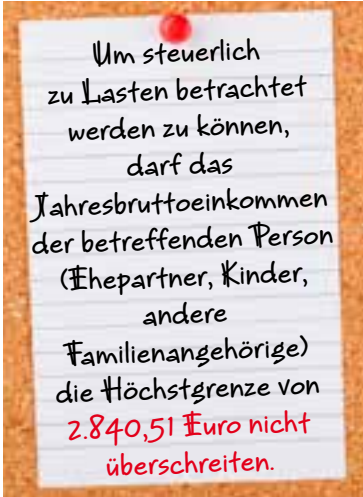 Um steuerlich
zu Lasten betrachtet
werden zu können,
darf das
Jahresbruttoeinkommen
der betreffenden Person
(Ehepartner, Kinder,
andere
Familienangehörige)
die Höchstgrenze von
2.840,51 Euro nicht
überschreiten.